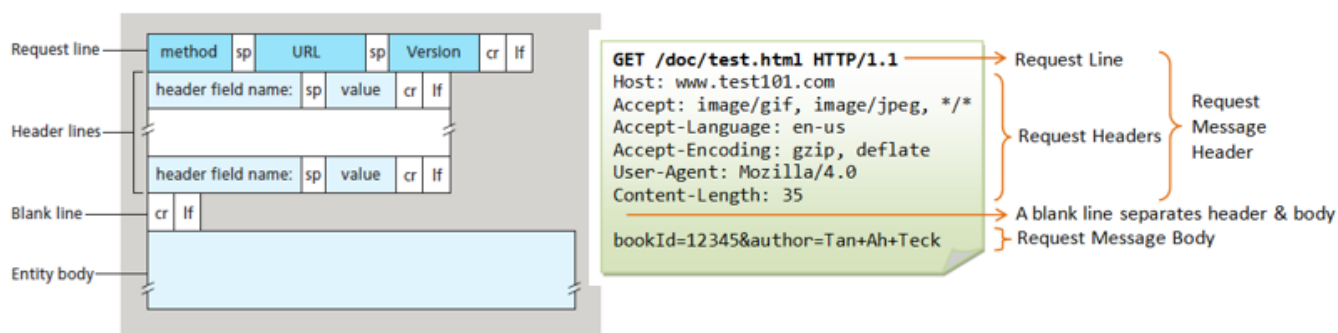 Request line
method sp URL sp Version cr lf
header field name: sp value cr lf
Header lines
header field name: sp value cr lf
Blank line
cr lf
Entity body
GET /doc/test.html HTTP/1.1
Host: www.test101.com
Accept: image/gif, image/jpeg, */*
Accept-Language: en-us
Accept-Encoding: gzip, deflate
User-Agent: Mozilla/4.0
Content-Length: 35
bookId=12345&author=Tan+Ah+Teck
Request Line
Request Headers
Request
Message
Header
A blank line separates header & body
Request Message Body